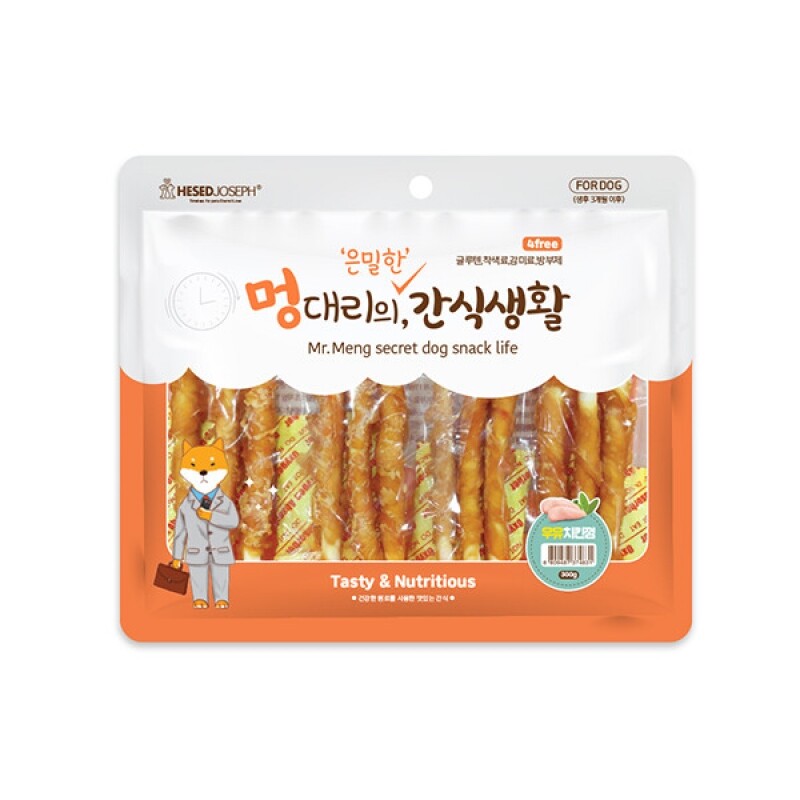 HESEDJOSEPH®
FOR DOG
(생후 3개월 이후)
4free
글루텐,착색료,감미료,방부제
'은밀한'
멍대리의,간식생활
Mr.Meng secret dog snack life
우유치킨껌
300g
Tasty & Nutritious
건강한 원료를 사용한 맛있는 간식